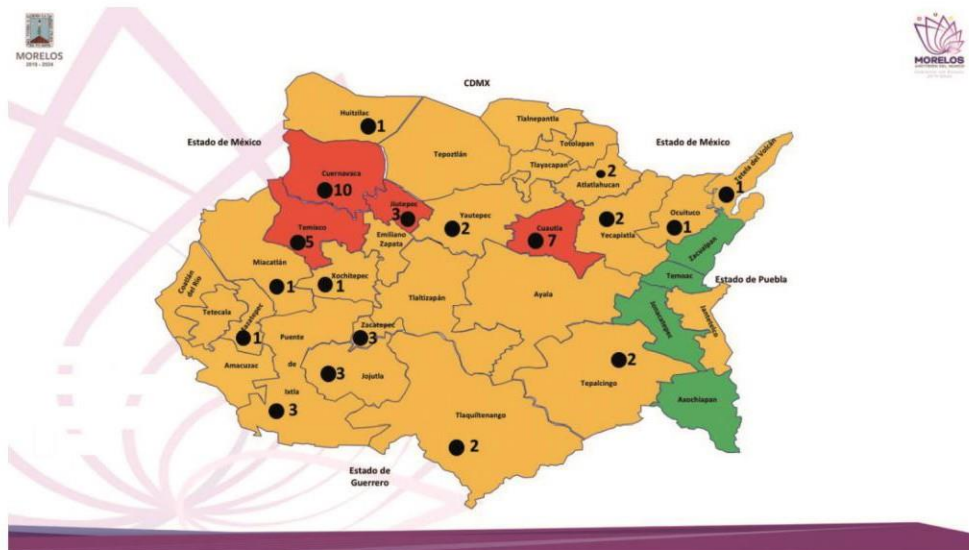 MORELOS
2018 - 2024
MORELOS
CDMX
Huitzilac
1
Tlalnepantla
Estado de México
Tepoztlán
Totolapan
Estado de México
Tlayacapan
2
Atlatlahucan
Tetela del Volcán
1
Cuernavaca
10
Jiutepec
3
Yautepec
2
Cuautla
7
2
Yecapixtla
Ocuituco
1
Temixco
5
Emiliano
Zapata
Zacualpan
Miacatlán
1
Xochitepec
1
Temoac
Estado de Puebla
Coatlán
del Río
Tetecala
Mazatepec
1
Tlaltizapán
Ayala
Jonacatepec
Jantetelco
Puente
de
Ixtla
Zacatepec
3
Amacuzac
3
Jojutla
2
Tepalcingo
Axochiapan
3
Tlaquiltenango
2
Estado de
Guerrero